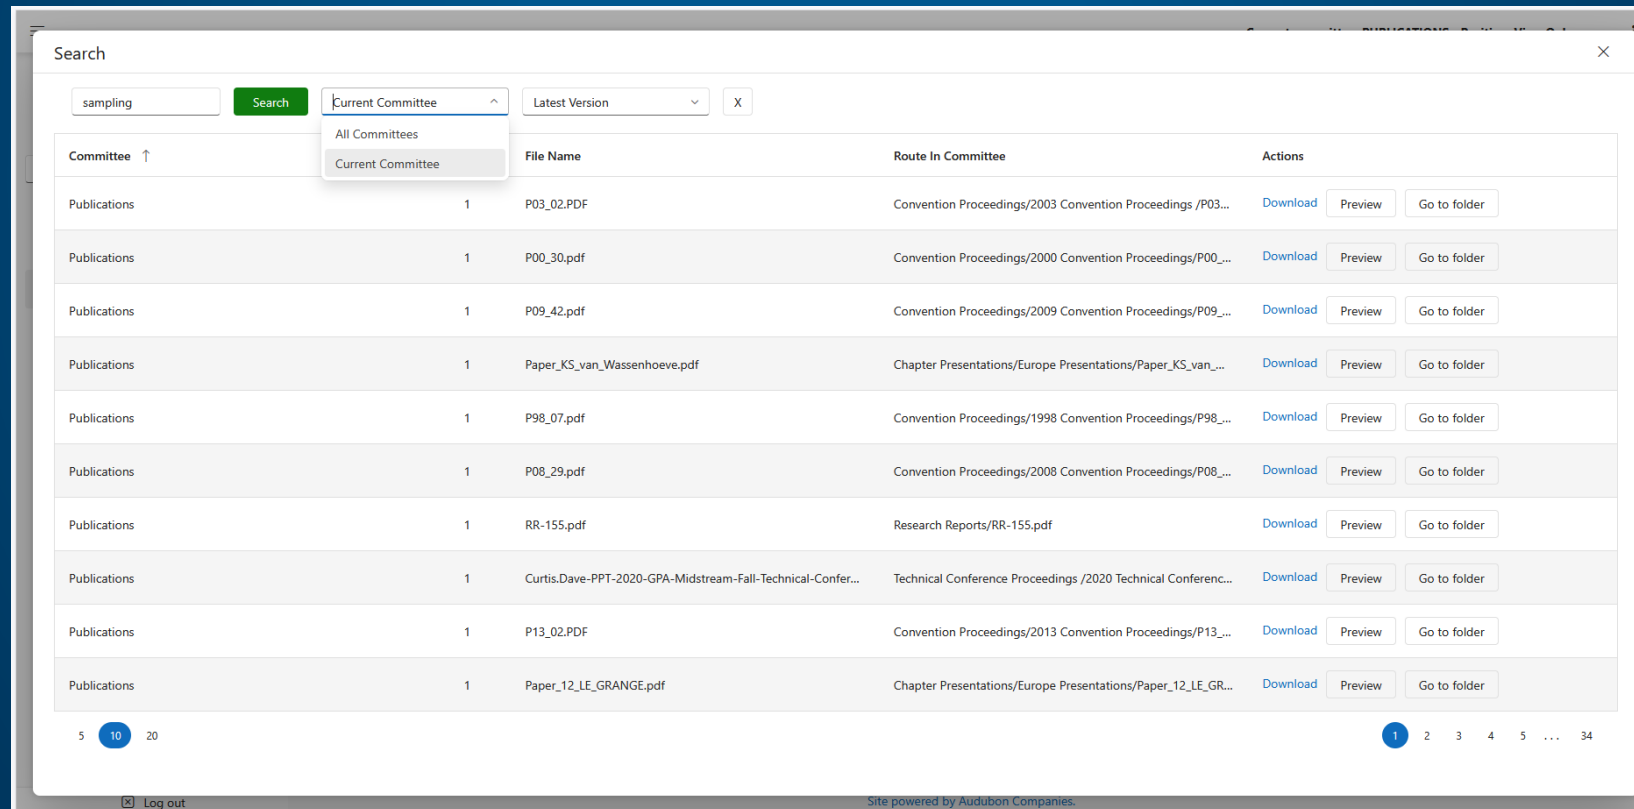 Search
sampling Search Current Committee Latest Version X
All Committees
Current Committee
Committee File Name Route In Committee Actions
Publications 1 P03_02.PDF Convention Proceedings/2003 Convention Proceedings /P03... Download Preview Go to folder
Publications 1 P00_30.pdf Convention Proceedings/2000 Convention Proceedings/P00_... Download Preview Go to folder
Publications 1 P09_42.pdf Convention Proceedings/2009 Convention Proceedings/P09_... Download Preview Go to folder
Publications 1 Paper_KS_van_Wassenhoeve.pdf Chapter Presentations/Europe Presentations/Paper_KS_van_... Download Preview Go to folder
Publications 1 P98_07.pdf Convention Proceedings/1998 Convention Proceedings/P98_... Download Preview Go to folder
Publications 1 P08_29.pdf Convention Proceedings/2008 Convention Proceedings/P08_... Download Preview Go to folder
Publications 1 RR-155.pdf Research Reports/RR-155.pdf Download Preview Go to folder
Publications 1 Curtis.Dave-PPT-2020-GPA-Midstream-Fall-Technical-Confer... Technical Conference Proceedings /2020 Technical Conferenc... Download Preview Go to folder
Publications 1 P13_02.PDF Convention Proceedings/2013 Convention Proceedings/P13_... Download Preview Go to folder
Publications 1 Paper_12_LE_GRANGE.pdf Chapter Presentations/Europe Presentations/Paper_12_LE_GR... Download Preview Go to folder
5 10 20 1 2 3 4 5 ... 34
Log out Site powered by Audubon Companies.